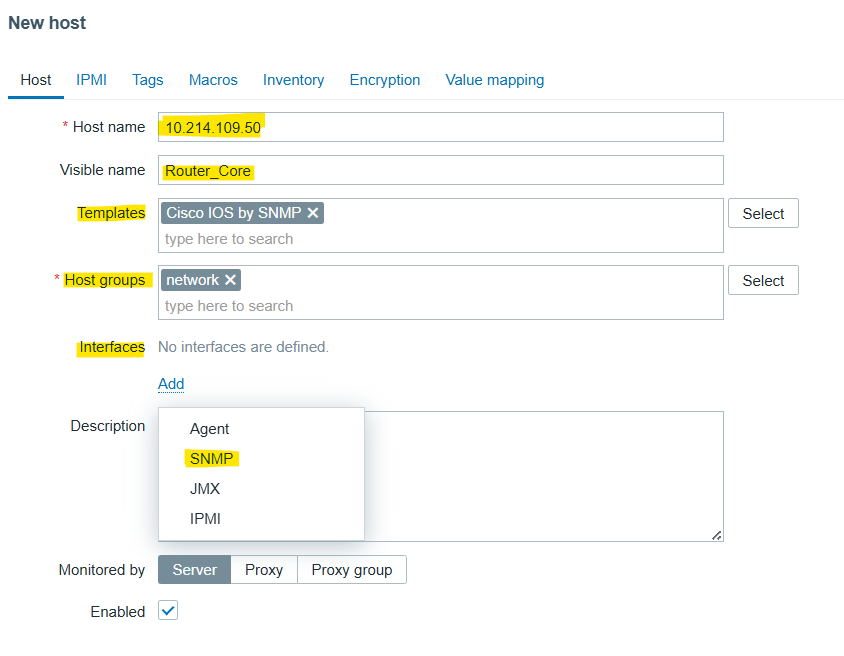 New host
Host IPMI Tags Macros Inventory Encryption Value mapping
* Host name 10.214.109.50
Visible name Router_Core
Templates Cisco IOS by SNMP ✕ Select
type here to search
* Host groups network ✕ Select
type here to search
Interfaces No interfaces are defined.
Add
Description
Agent
SNMP
JMX
IPMI
Monitored by Server Proxy Proxy group
Enabled